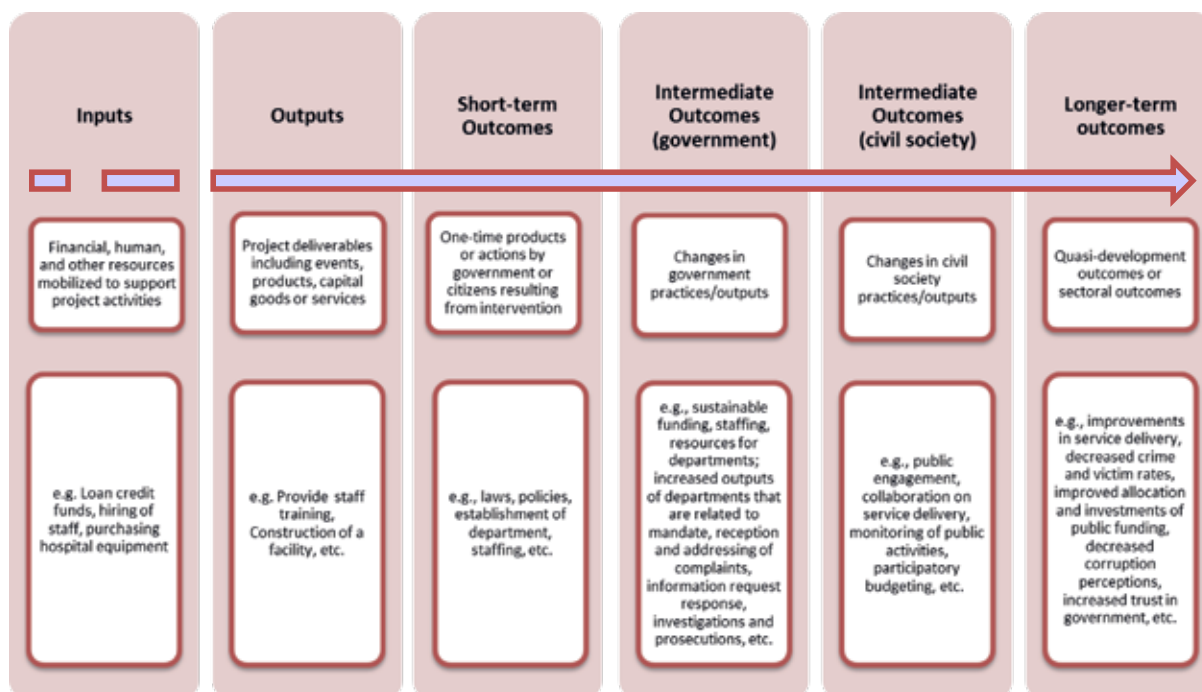 Inputs
Outputs
Short-term
Outcomes
Intermediate
Outcomes
(government)
Intermediate
Outcomes
(civil society)
Longer-term
outcomes
Financial, human,
and other resources
mobilized to support
project activities
Project deliverables
including events,
products, capital
goods or services
One-time products
or actions by
government or
citizens resulting
from intervention
Changes in
government
practices/outputs
Changes in civil
society
practices/outputs
Quasi-development
outcomes or
sectoral outcomes
e.g. Loan credit
funds, hiring of
staff, purchasing
hospital equipment
e.g. Provide staff
training,
Construction of a
facility, etc.
e.g., laws, policies,
establishment of
department,
staffing, etc.
e.g., sustainable
funding, staffing,
resources for
departments;
increased outputs
of departments that
are related to
mandate, reception
and addressing of
complaints,
information request
response,
investigations and
prosecutions, etc.
e.g., public
engagement,
collaboration on
service delivery,
monitoring of public
activities,
participatory
budgeting, etc.
e.g., improvements
in service delivery,
decreased crime
and victim rates,
improved allocation
and investments of
public funding,
decreased
corruption
perceptions,
increased trust in
government, etc.